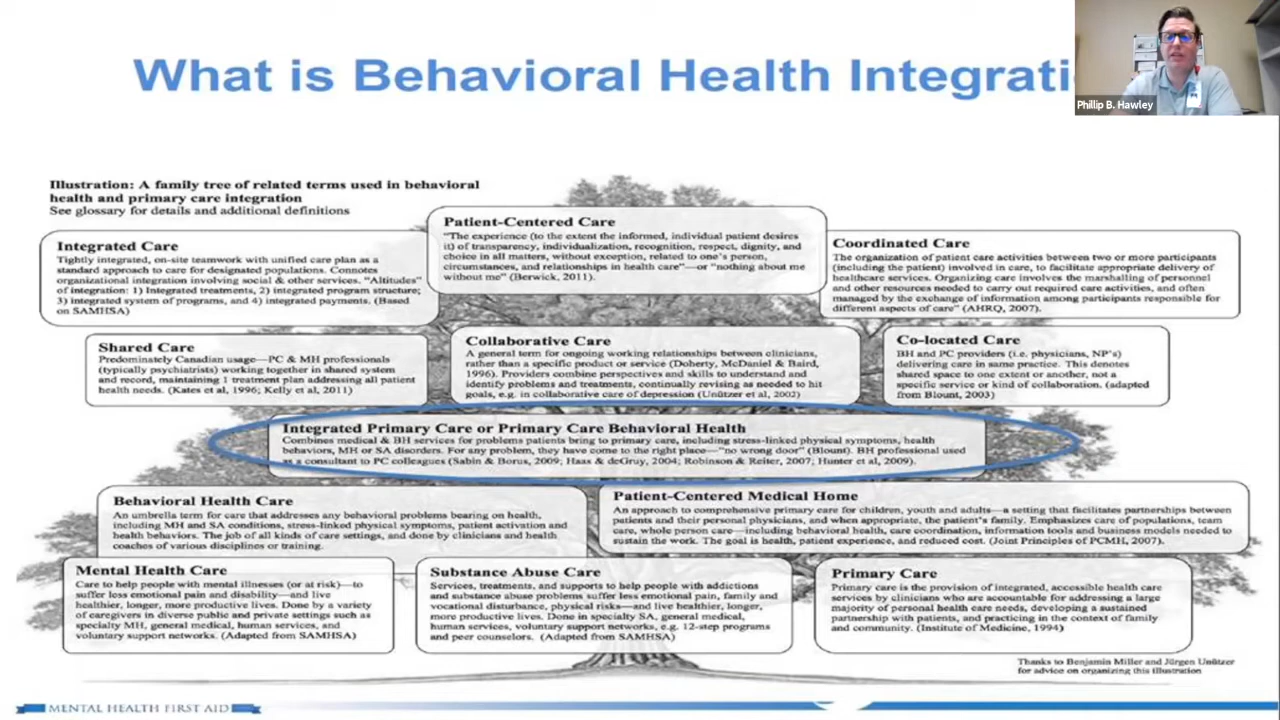 What is Behavioral Health Integrati
Phillip B. Hawley
Illustration: A family tree of related terms used in behavioral
health and primary care integration
See glossary for details and additional definitions
Patient-Centered Care
"The experience (to the extent the informed, individual patient desires
it) of transparency, individualization, recognition, respect, dignity, and
choice in all matters, without exception, related to one's person,
circumstances, and relationships in health care"—or "nothing about me
without me" (Berwick, 2011).
Integrated Care
Tightly integrated, on-site teamwork with unified care plan as a
standard approach to care for designated populations. Connotes
organizational integration involving social & other services. "Altitudes"
of integration: 1) Integrated treatments, 2) integrated program structure;
3) integrated system of programs, and 4) integrated payments. (Based
on SAMHSA)
Coordinated Care
The organization of patient care activities between two or more participants
(including the patient) involved in care, to facilitate appropriate delivery of
healthcare services. Organizing care involves the marshalling of personnel
and other resources needed to carry out required care activities, and often
managed by the exchange of information among participants responsible for
different aspects of care" (AHRQ, 2007).
Shared Care
Predominately Canadian usage—PC & MH professionals
(typically psychiatrists) working together in shared system
and record, maintaining 1 treatment plan addressing all patient
health needs. (Kates et al, 1996; Kelly et al, 2011)
Collaborative Care
A general term for ongoing working relationships between clinicians,
rather than a specific product or service (Doherty, McDaniel & Baird,
1996). Providers combine perspectives and skills to understand and
identify problems and treatments, continually revising as needed to hit
goals, e.g. in collaborative care of depression (Unützer et al, 2002)
Co-located Care
BH and PC providers (i.e. physicians, NP's)
delivering care in same practice. This denotes
shared space to one extent or another, not a
specific service or kind of collaboration. (adapted
from Blount, 2003)
Integrated Primary Care or Primary Care Behavioral Health
Combines medical & BH services for problems patients bring to primary care, including stress-linked physical symptoms, health
behaviors, MH or SA disorders. For any problem, they have come to the right place—"no wrong door" (Blount). BH professional used
as a consultant to PC colleagues (Sabin & Borus, 2009; Haas & deGruy, 2004; Robinson & Reiter, 2007; Hunter et al, 2009).
Behavioral Health Care
An umbrella term for care that addresses any behavioral problems bearing on health,
including MH and SA conditions, stress-linked physical symptoms, patient activation and
health behaviors. The job of all kinds of care settings, and done by clinicians and health
coaches of various disciplines or training.
Patient-Centered Medical Home
An approach to comprehensive primary care for children, youth and adults—a setting that facilitates partnerships between
patients and their personal physicians, and when appropriate, the patient's family. Emphasizes care of populations, team
care, whole person care—including behavioral health, care coordination, information tools and business models needed to
sustain the work. The goal is health, patient experience, and reduced cost. (Joint Principles of PCMH, 2007).
Mental Health Care
Care to help people with mental illnesses (or at risk)—to
suffer less emotional pain and disability—and live
healthier, longer, more productive lives. Done by a variety
of caregivers in diverse public and private settings such as
specialty MH, general medical, human services, and
voluntary support networks. (Adapted from SAMHSA)
Substance Abuse Care
Services, treatments, and supports to help people with addictions
and substance abuse problems suffer less emotional pain, family and
vocational disturbance, physical risks—and live healthier, longer,
more productive lives. Done in specialty SA, general medical,
human services, voluntary support networks, e.g. 12-step programs
and peer counselors. (Adapted from SAMHSA)
Primary Care
Primary care is the provision of integrated, accessible health care
services by clinicians who are accountable for addressing a large
majority of personal health care needs, developing a sustained
partnership with patients, and practicing in the context of family
and community. (Institute of Medicine, 1994)
Thanks to Benjamin Miller and Jürgen Unützer
for advice on organizing this illustration
MENTAL HEALTH FIRST AID